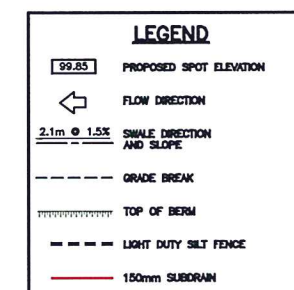 LEGEND
99.85 PROPOSED SPOT ELEVATION
FLOW DIRECTION
2.1m @ 1.5% SWALE DIRECTION
AND SLOPE
GRADE BREAK
TOP OF BERM
LIGHT DUTY SILT FENCE
150mm SUBDRAIN